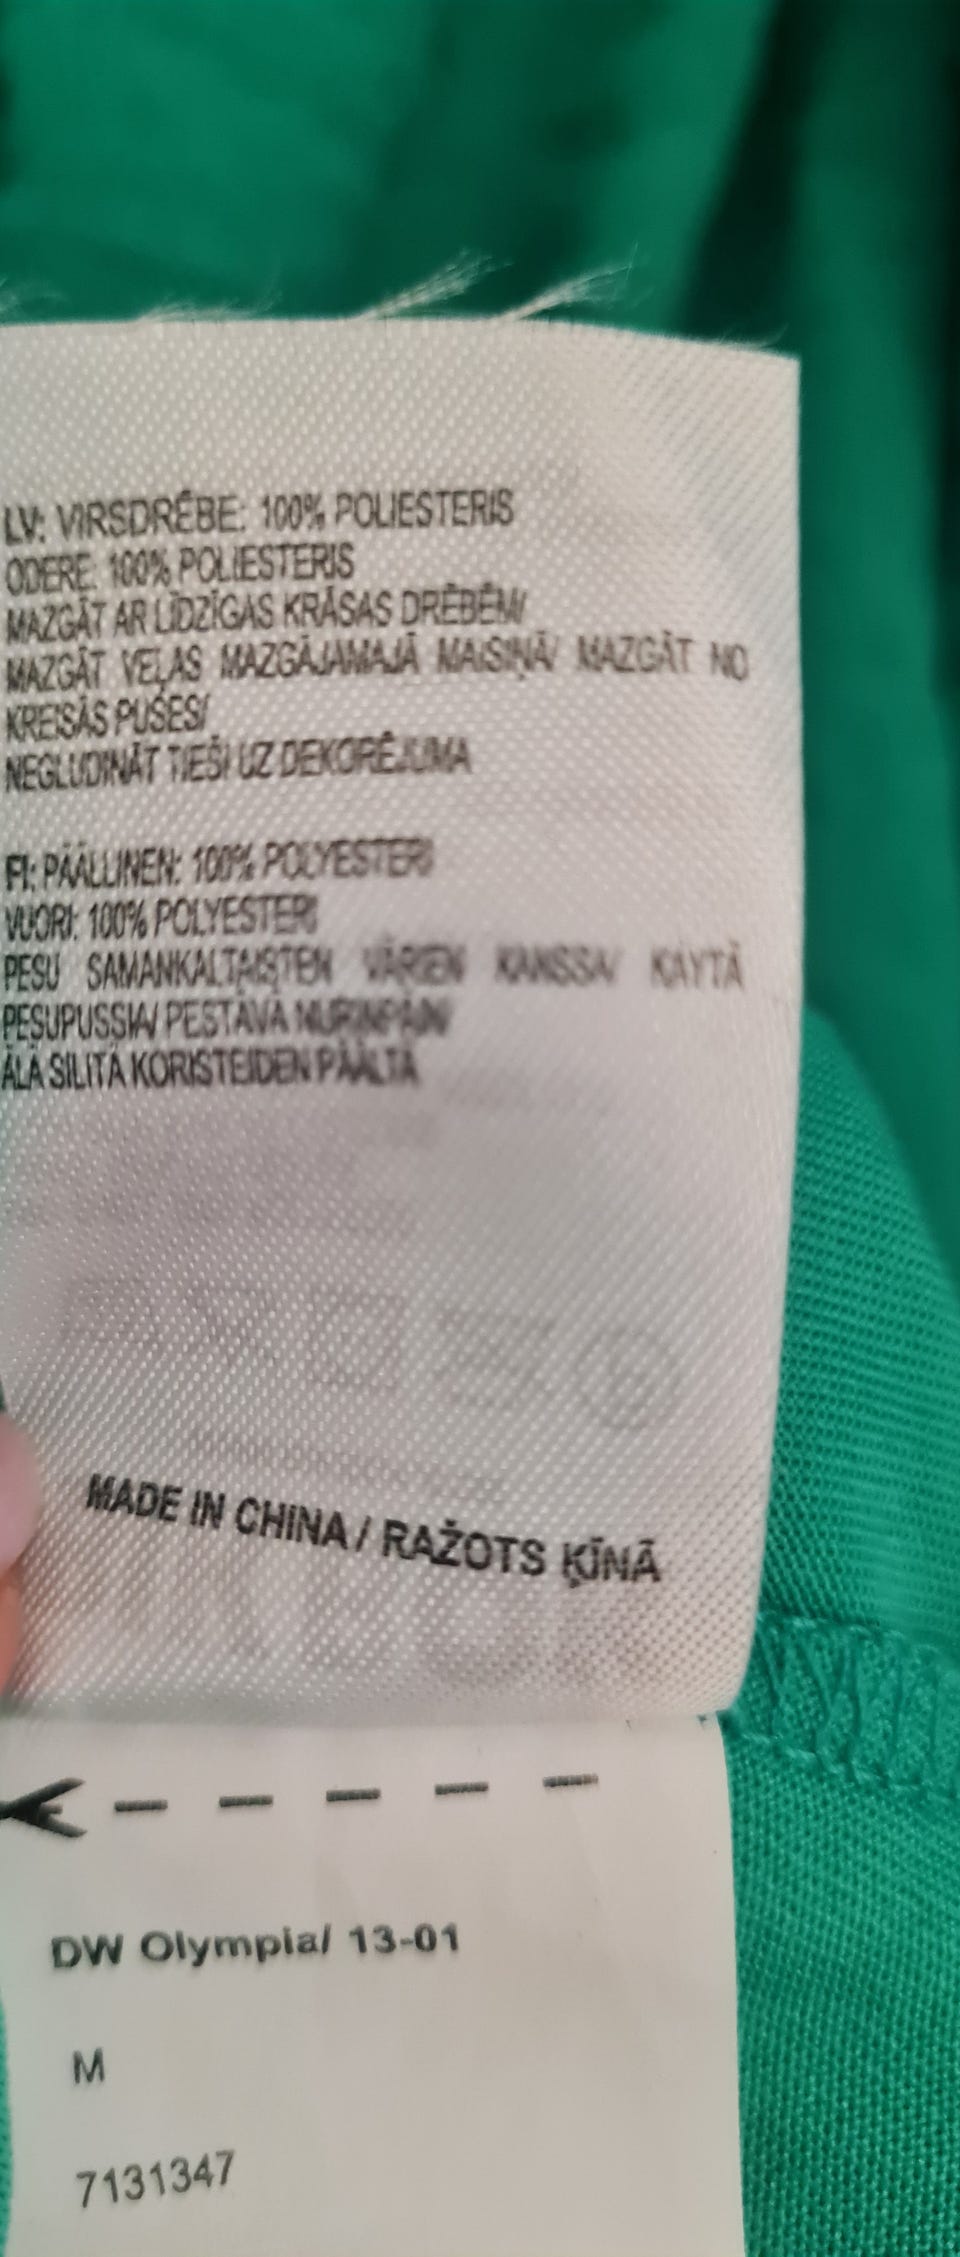 LV: VIRSDRĒBE: 100% POLIESTERIS
ODERE: 100% POLIESTERIS
MAZGĀT AR LĪDZĪGAS KRĀSAS DRĒBĒM/
MAZGĀT VEĻAS MAZGĀJAMAJĀ MAISIŅĀ/ MAZGĀT NO
KREISĀS PUSES/
NEGLUDINĀT TIEŠI UZ DEKORĒJUMA
FI: PÄÄLLINEN: 100% POLYESTERI
VUORI: 100% POLYESTERI
PESU SAMANKALTAISTEN VÄRIEN KANSSA/ KÄYTÄ
PESUPUSSIA/ PESTÄVÄ NURINPÄIN/
ÄLÄ SILITÄ KORISTEIDEN PÄÄLTÄ
MADE IN CHINA / RAŽOTS ĶĪNĀ
DW Olympia/ 13-01
M
7131347